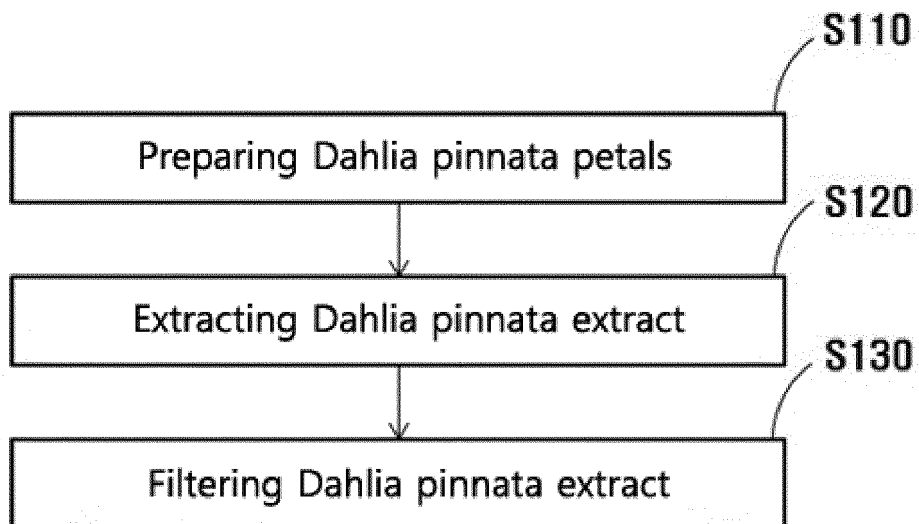 S110
Preparing Dahlia pinnata petals
S120
Extracting Dahlia pinnata extract
S130
Filtering Dahlia pinnata extract